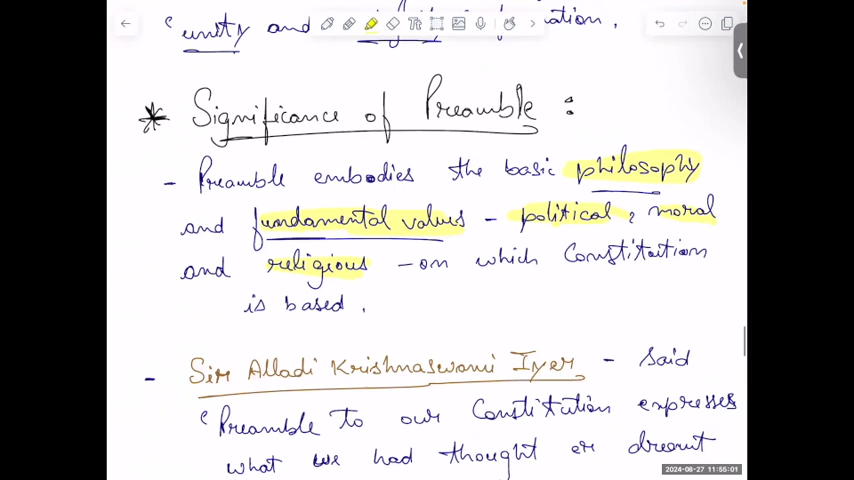 "unity and ation.
* Significance of Preamble :
- Preamble embodies the basic philosophy
and fundamental values - political, moral
and religious - on which Constitution
is based.
- Sir Alladi Krishnaswami Iyer - said
"Preamble to our Constitution expresses
what we had thought or dreamt
2024-08-27 11:55:01